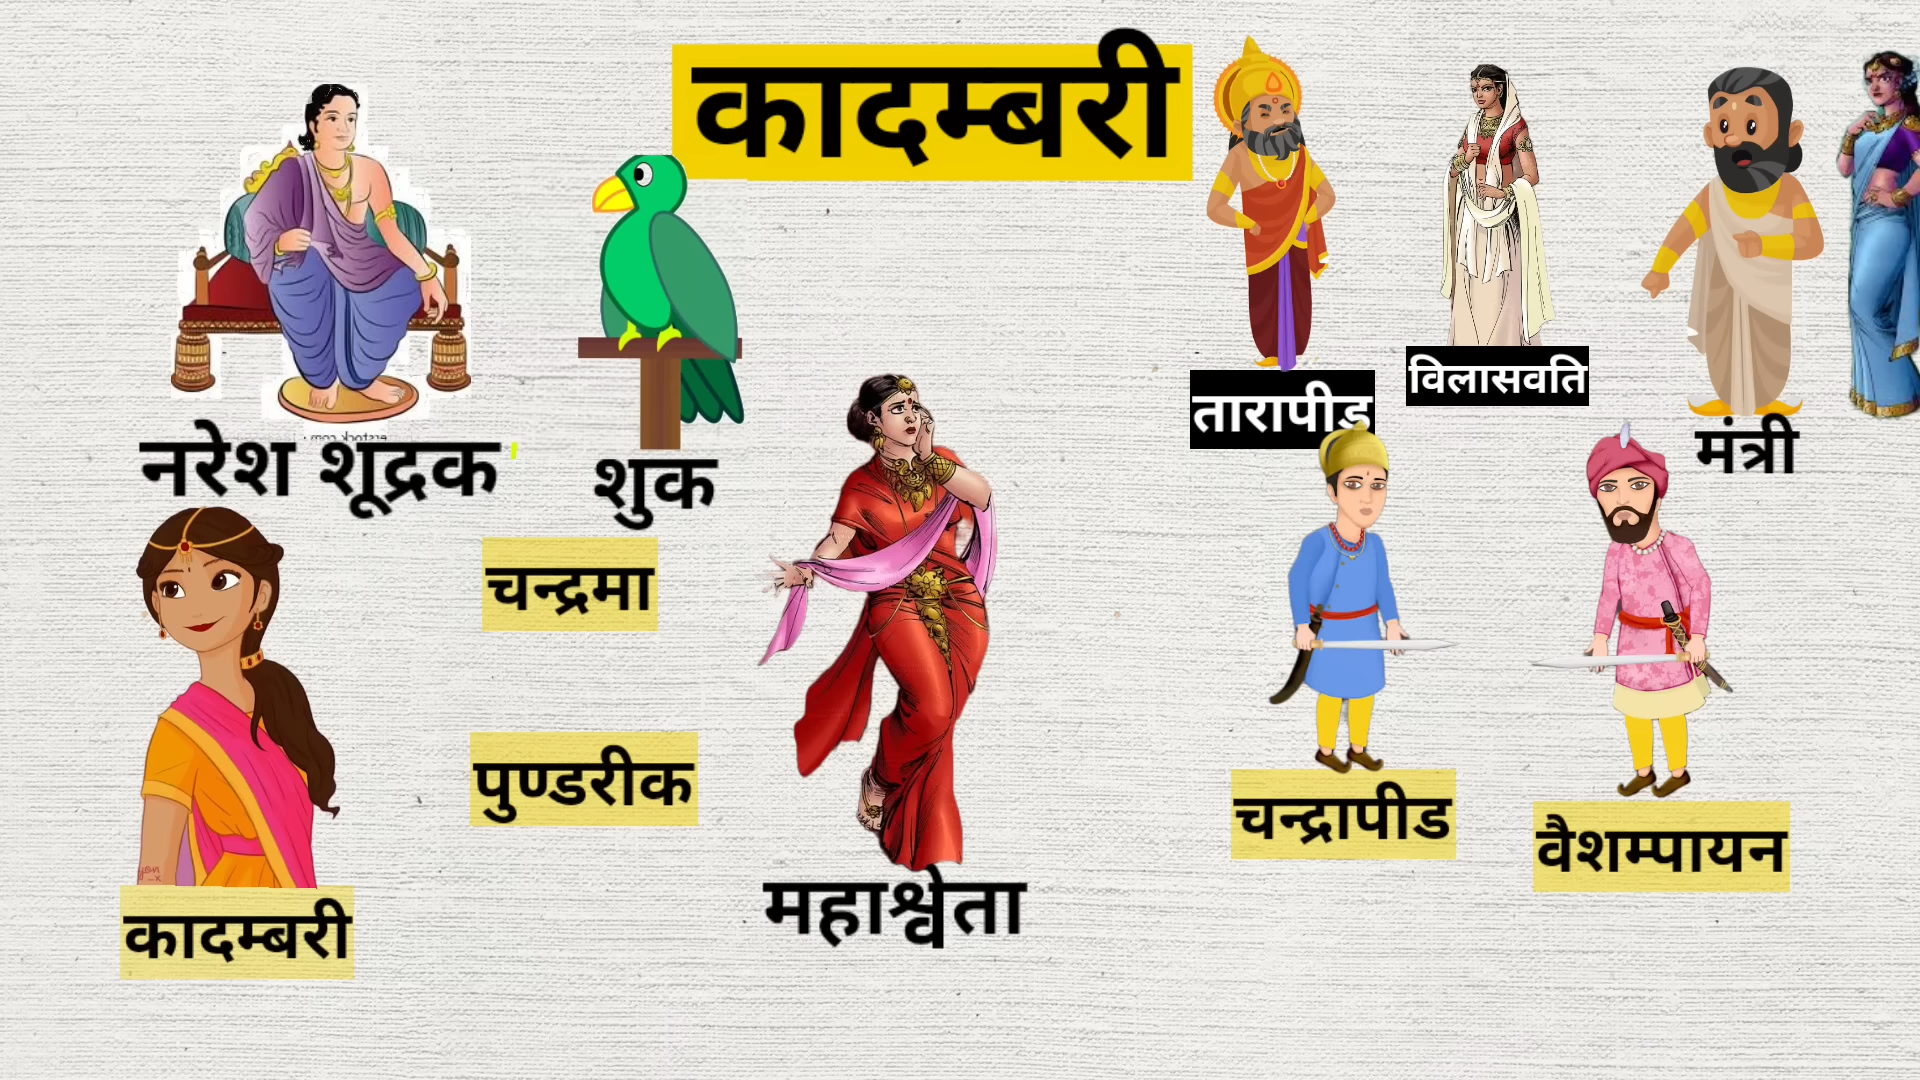 कादम्बरी
तारापीड
विलासवति
मंत्री
नरेश शूद्रक
शुक
चन्द्रमा
पुण्डरीक
महाश्वेता
चन्द्रापीड
वैशम्पायन
कादम्बरी